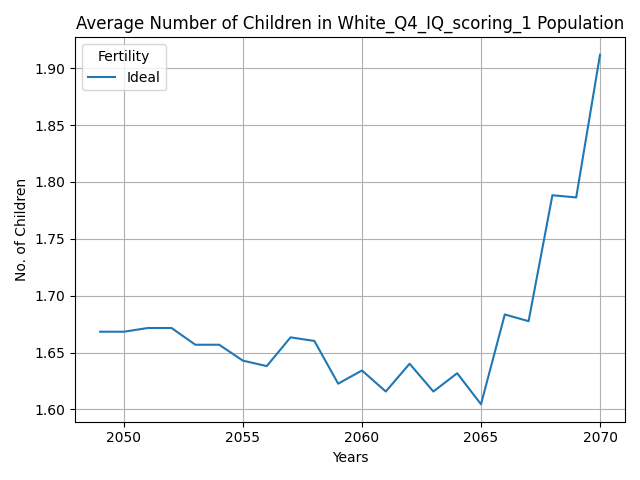 Average Number of Children in White_Q4_IQ_scoring_1 Population
Fertility
Ideal
No. of Children
1.90
1.85
1.80
1.75
1.70
1.65
1.60
2050 2055 2060 2065 2070
Years